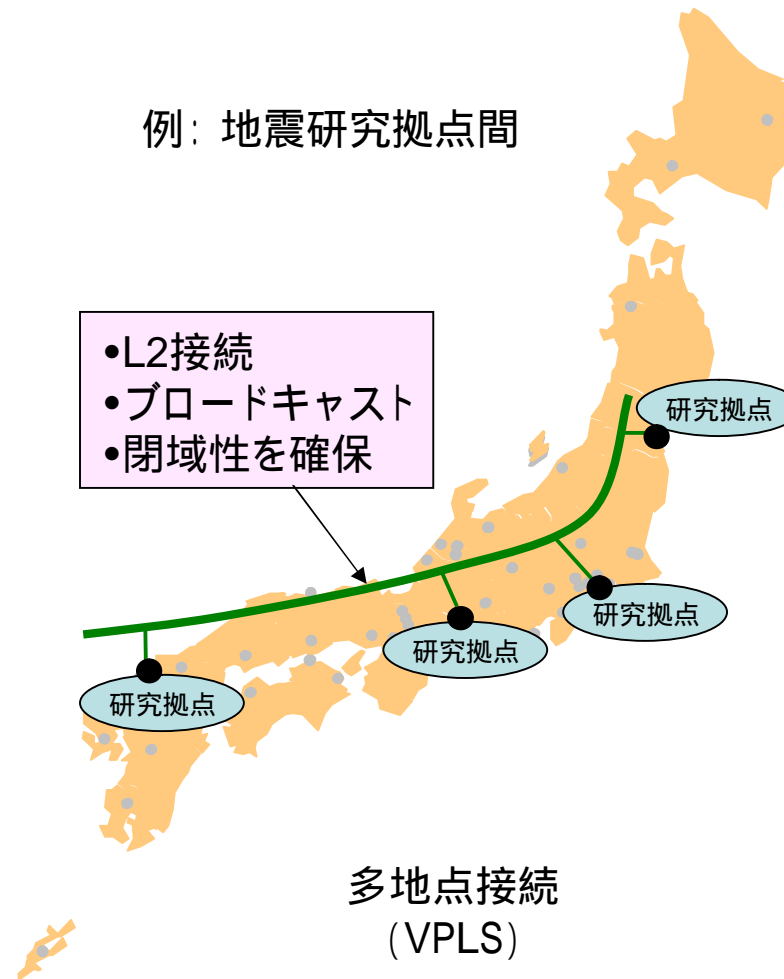 例：地震研究拠点間
•L2接続
•ブロードキャスト
•閉域性を確保
研究拠点
研究拠点
研究拠点
研究拠点
多地点接続
（VPLS）